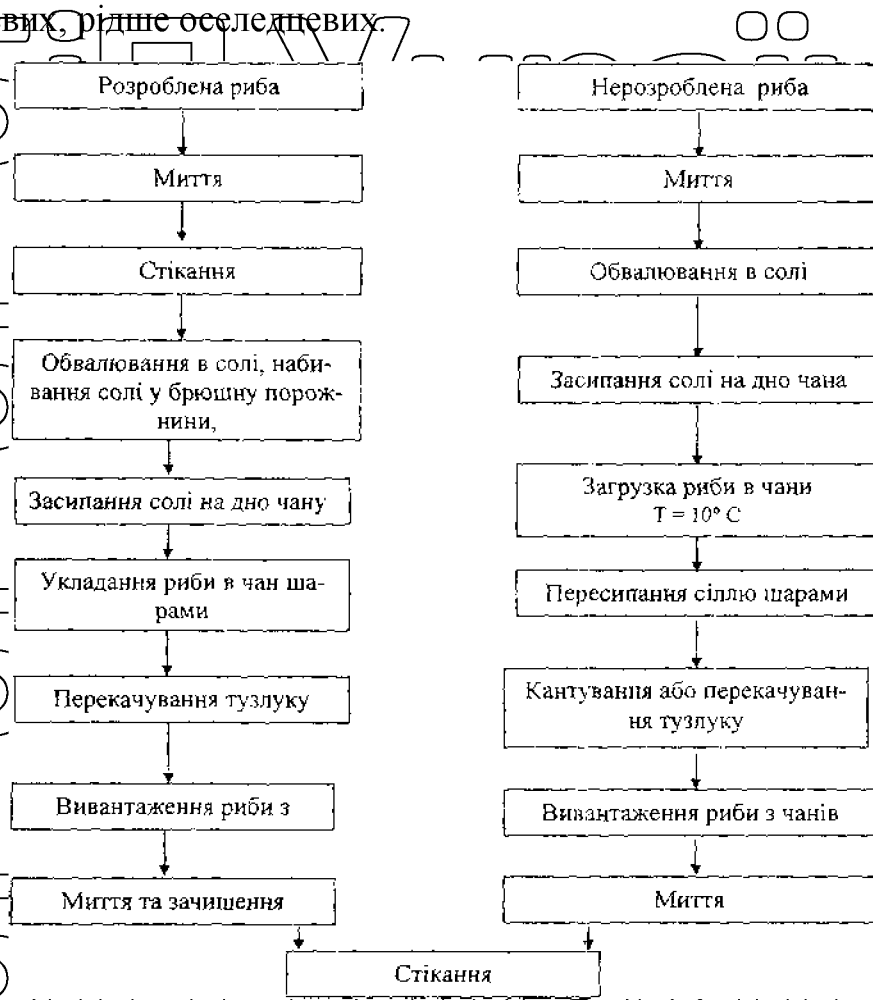 евих, рідше оселедцевих.
Розроблена риба
Миття
Стікання
Обвалювання в солі, наби-
вання солі у брюшну порож-
нини,
Засипання солі на дно чану
Укладання риби в чан ша-
рами
Перекачування тузлуку
Вивантаження риби з
Миття та зачищення
Нерозроблена риба
Миття
Обвалювання в солі
Засипання солі на дно чана
Загрузка риби в чани
Т = 10° С
Пересипання сіллю шарами
Кантування або перекачуван-
ня тузлуку
Вивантаження риби з чанів
Миття
Стікання